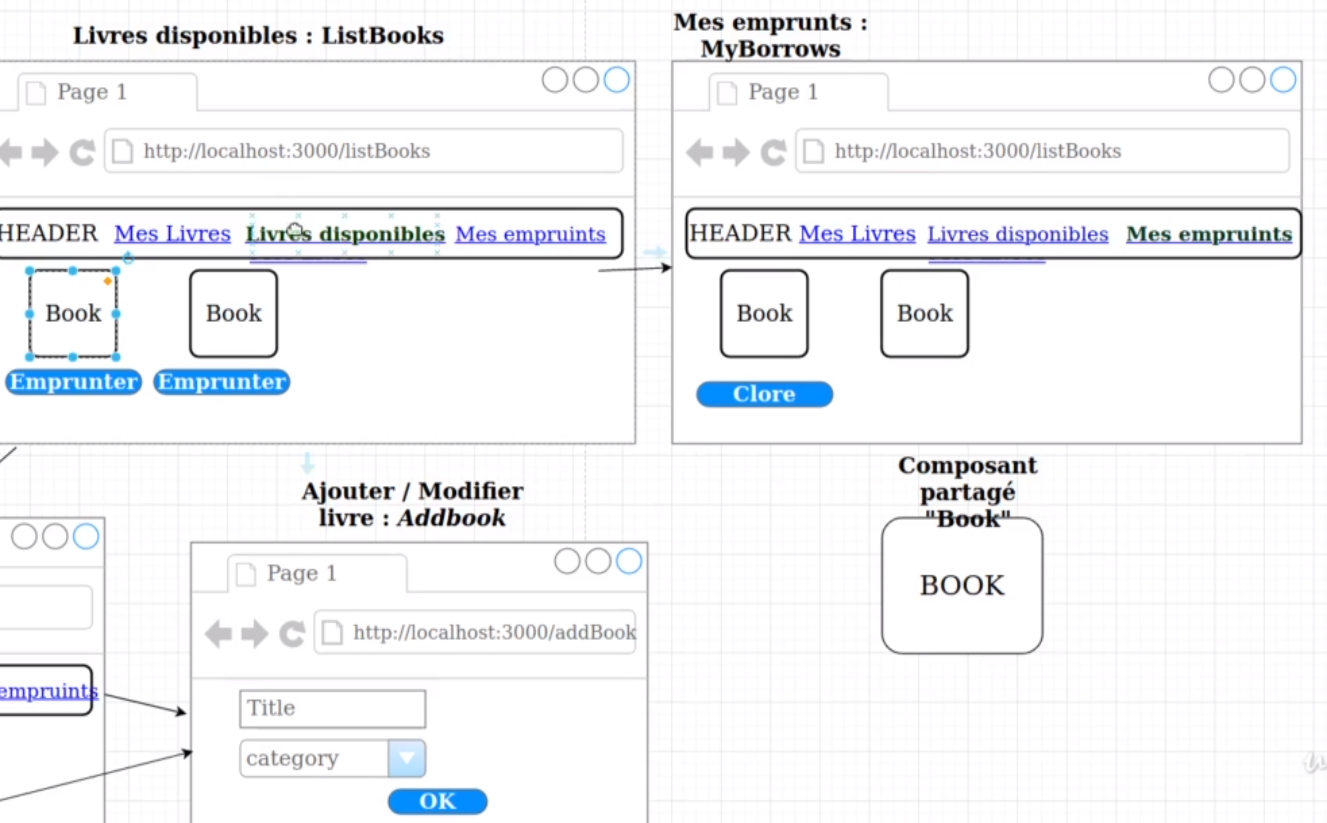 Livres disponibles : ListBooks
Page 1
http://localhost:3000/listBooks
HEADER Mes Livres Livres disponibles Mes empruints
Book Book
Emprunter Emprunter
Mes emprunts :
MyBorrows
Page 1
http://localhost:3000/listBooks
HEADER Mes Livres Livres disponibles Mes empruints
Book Book
Clore
empruints
Ajouter / Modifier
livre : Addbook
Page 1
http://localhost:3000/addBook
Title
category
OK
Composant
partagé
"Book"
BOOK